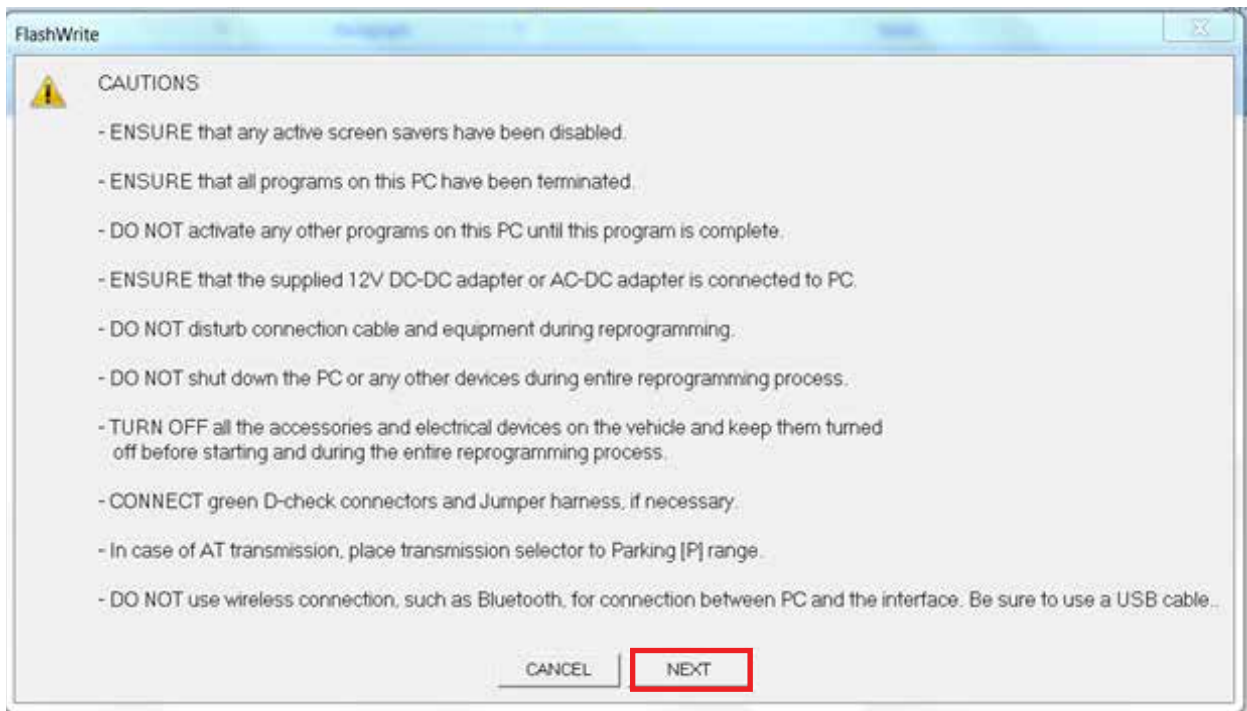 FlashWrite
CAUTIONS
- ENSURE that any active screen savers have been disabled.
- ENSURE that all programs on this PC have been terminated.
- DO NOT activate any other programs on this PC until this program is complete.
- ENSURE that the supplied 12V DC-DC adapter or AC-DC adapter is connected to PC.
- DO NOT disturb connection cable and equipment during reprogramming.
- DO NOT shut down the PC or any other devices during entire reprogramming process.
- TURN OFF all the accessories and electrical devices on the vehicle and keep them turned
off before starting and during the entire reprogramming process.
- CONNECT green D-check connectors and Jumper harness, if necessary.
- In case of AT transmission, place transmission selector to Parking [P] range.
- DO NOT use wireless connection, such as Bluetooth, for connection between PC and the interface. Be sure to use a USB cable..
CANCEL NEXT